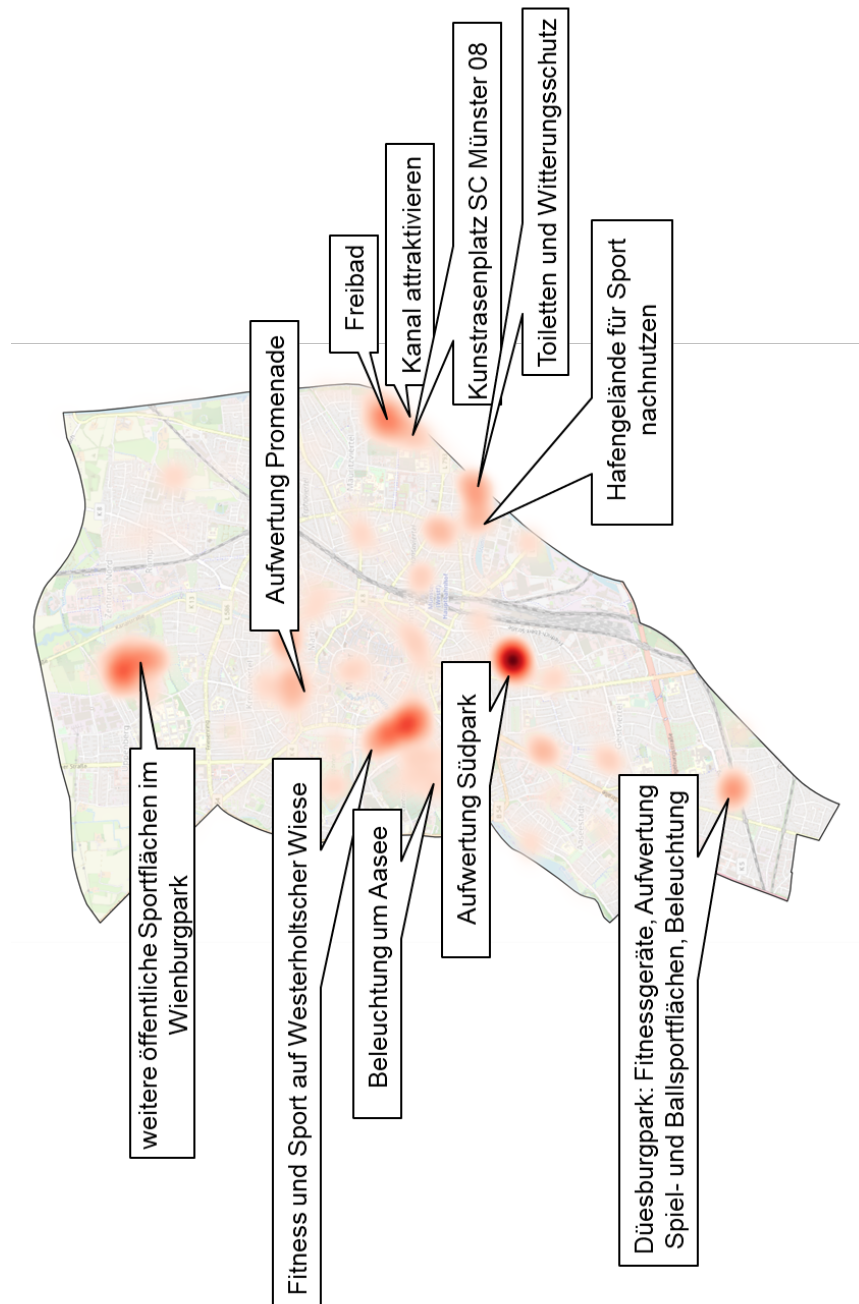 weitere öffentliche Sportflächen im
Wienburgpark
Aufwertung Promenade
Freibad
Kanal attraktivieren
Kunstrasenplatz SC Münster 08
Toiletten und Witterungsschutz
Hafengelände für Sport
nachnutzen
Fitness und Sport auf Westerholtscher Wiese
Beleuchtung um Aasee
Aufwertung Südpark
Düesburgpark: Fitnessgeräte, Aufwertung
Spiel- und Ballsportflächen, Beleuchtung